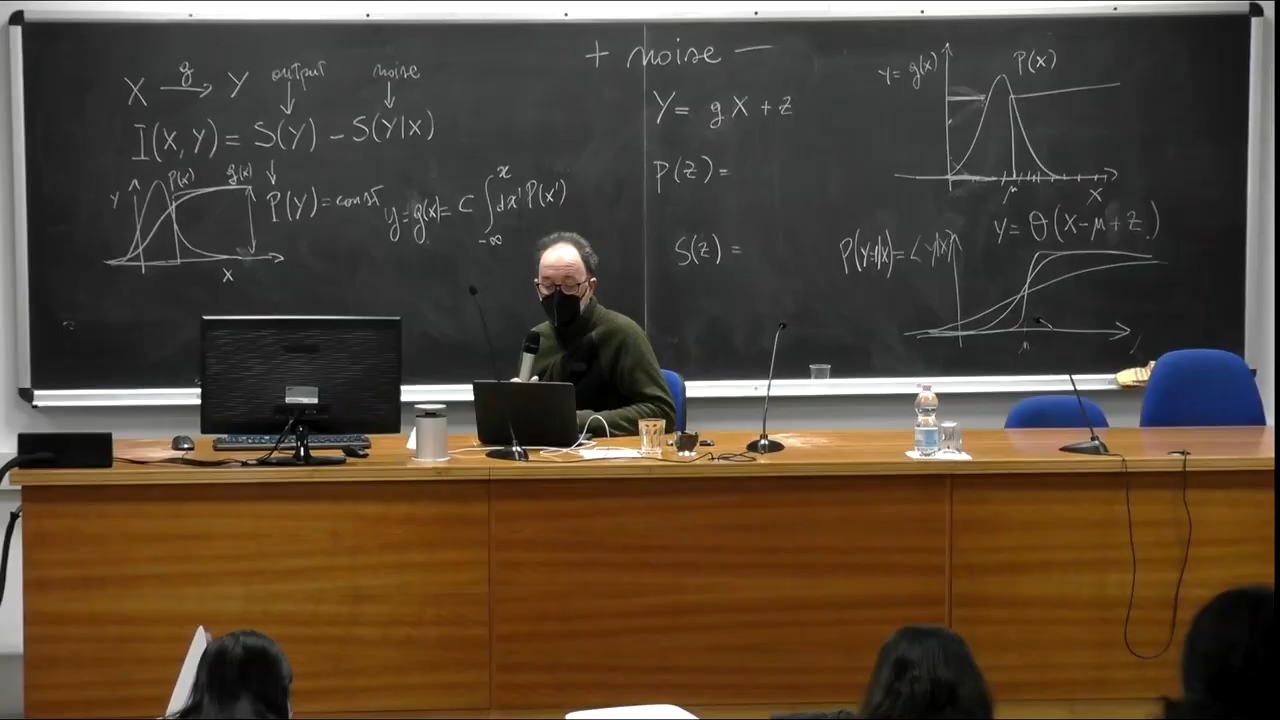 + noise −
X —g→ Y output noise
I(X,Y) = S(Y) − S(Y|X)
Y P(x) g(x)
P(Y) = const
y = g(x) = C ∫_{-∞}^{x} dx' P(x')
x
Y = gX + z
P(z) =
S(z) =
Y = g(x) P(x)
μ x
Y = θ(x − μ + z)
P(Y=1|x) = < Y|x>
μ